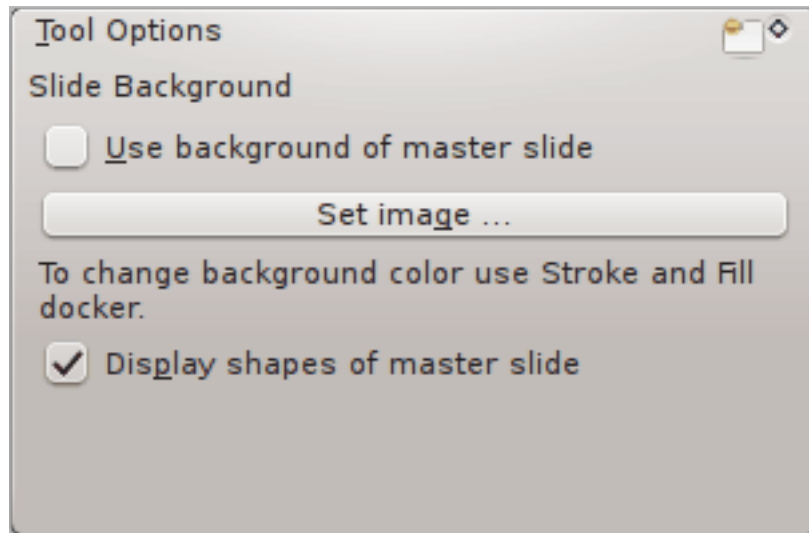 Tool Options
Slide Background
Use background of master slide
Set image ...
To change background color use Stroke and Fill
docker.
Display shapes of master slide